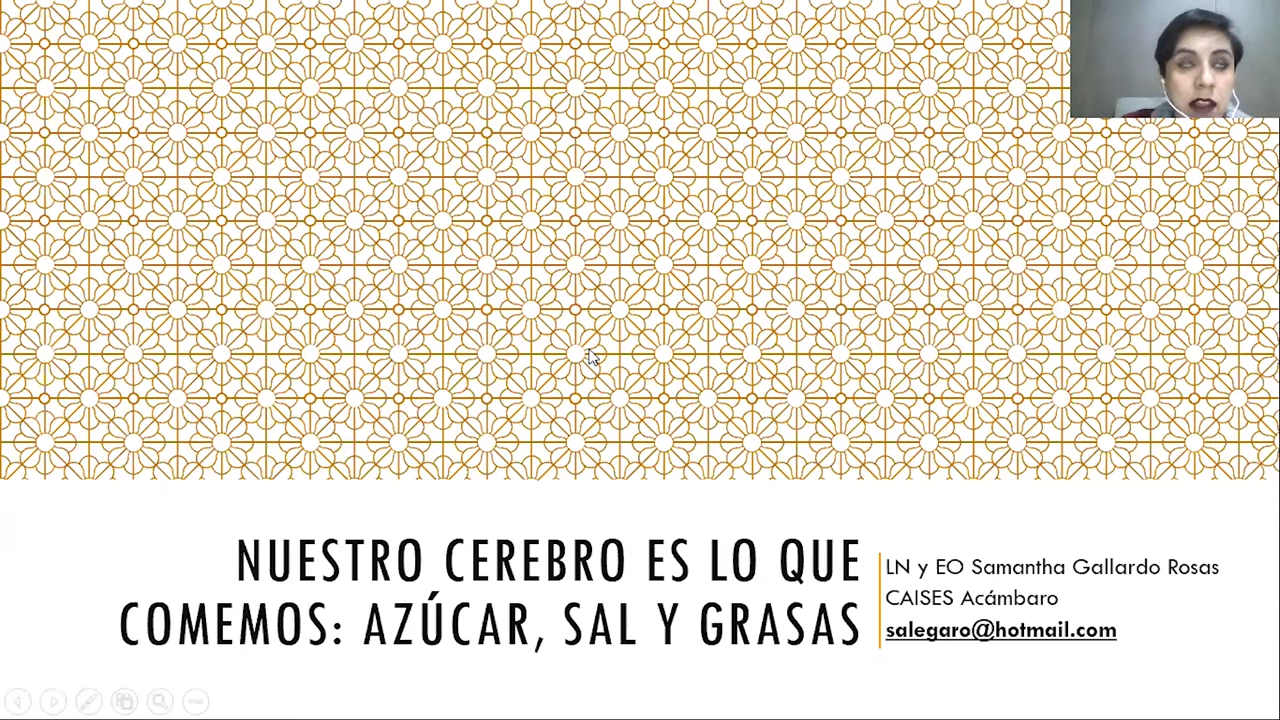 NUESTRO CEREBRO ES LO QUE
COMEMOS: AZÚCAR, SAL Y GRASAS
LN y EO Samantha Gallardo Rosas
CAISES Acámbaro
salegaro@hotmail.com